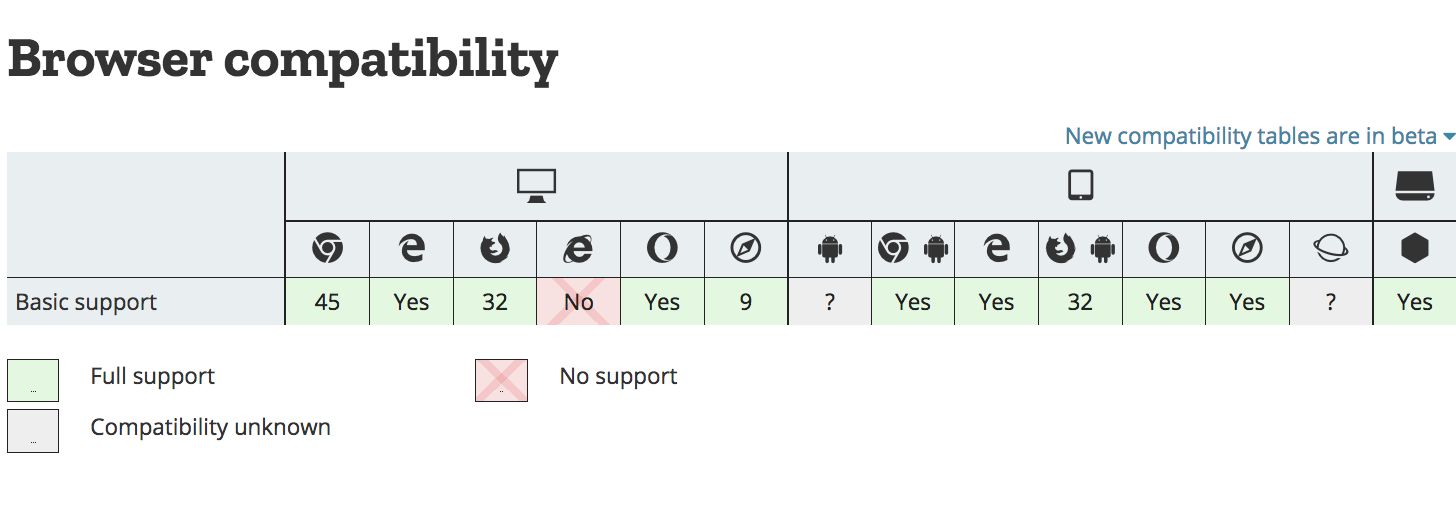 Browser compatibility
New compatibility tables are in beta
Basic support 45 Yes 32 No Yes 9 ? Yes Yes 32 Yes Yes ? Yes
... Full support ... No support
... Compatibility unknown